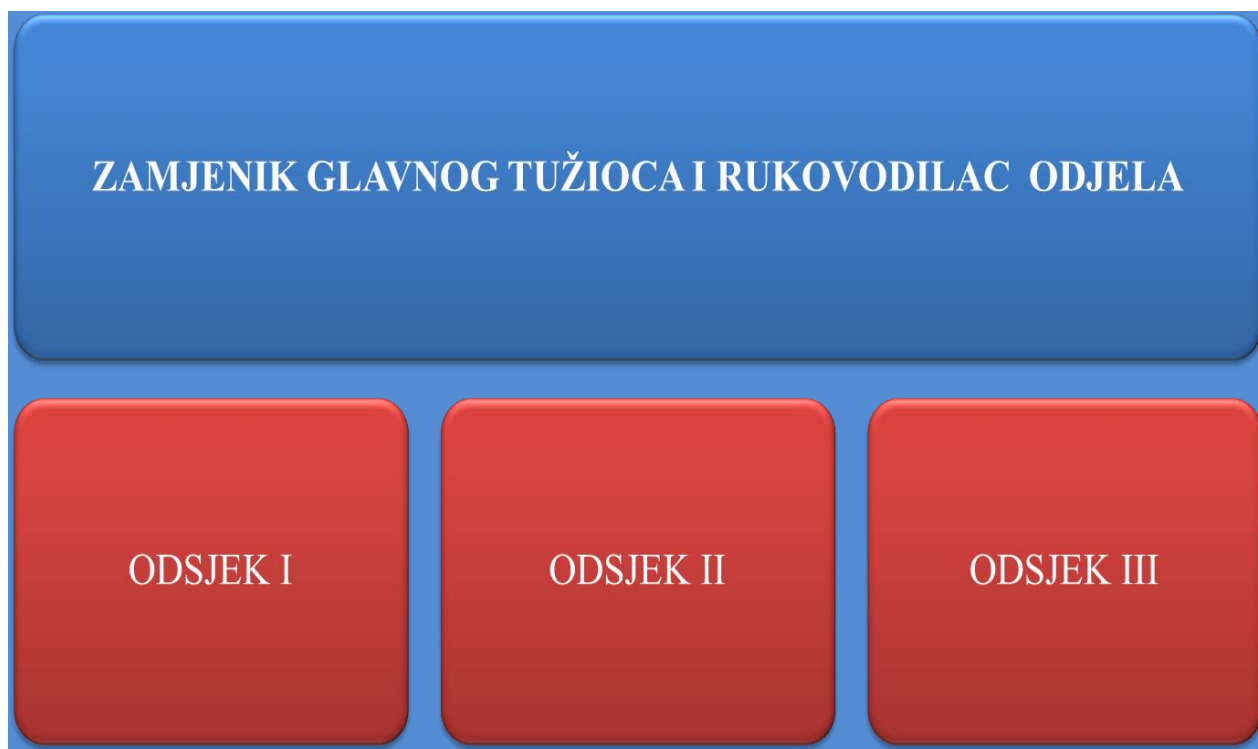 ZAMJENIK GLAVNOG TUŽIOCA I RUKOVODILAC ODJELA
ODSJEK I
ODSJEK II
ODSJEK III